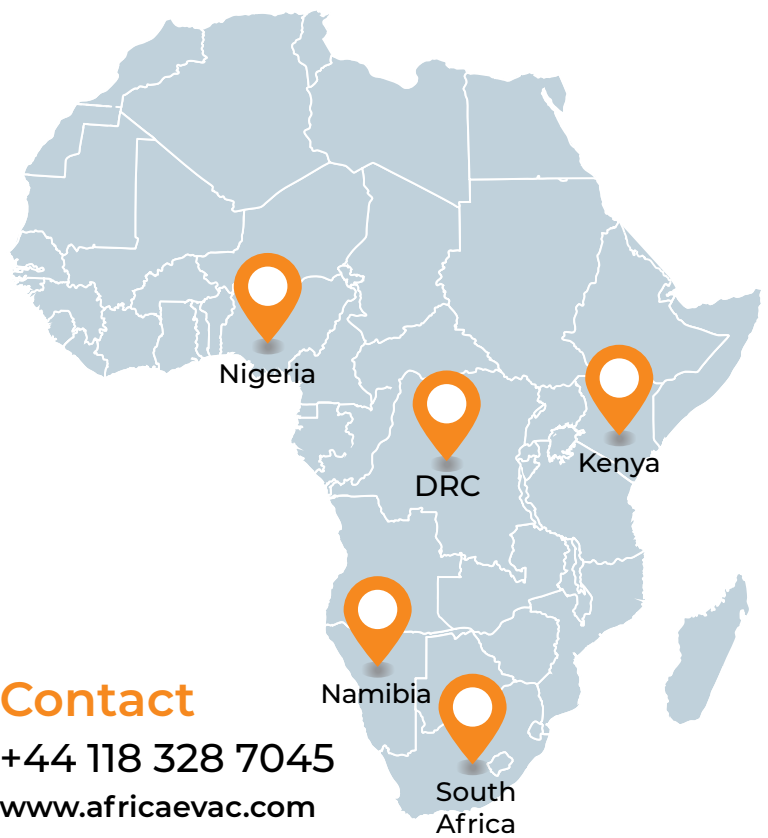 Nigeria
Kenya
DRC
Namibia
Contact
+44 118 328 7045
www.africaevac.com
South
Africa